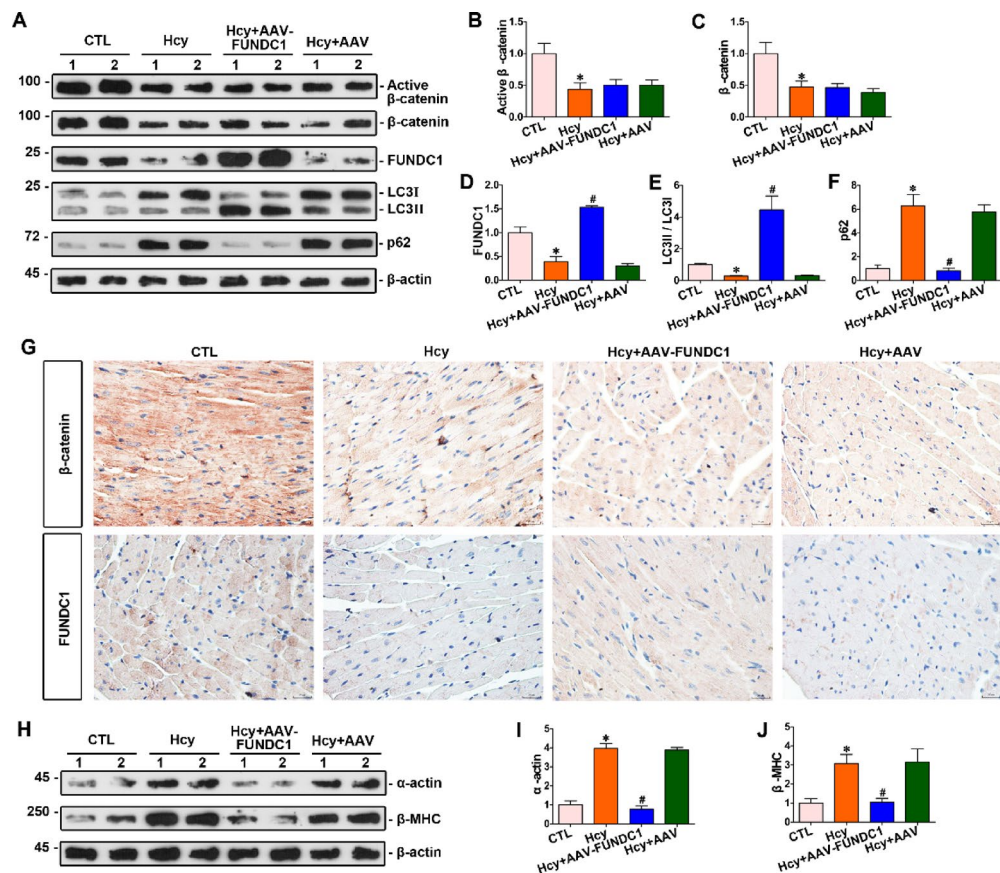 A
CTL Hcy Hcy+AAV-FUNDC1 Hcy+AAV
1 2 1 2 1 2 1 2
100 - - Active β-catenin
100 - - β-catenin
25 - - FUNDC1
25 - - LC3I
- LC3II
72 - - p62
45 - - β-actin
B
Active β -catenin
1.5
1.0
0.5
0.0
*
CTL Hcy Hcy+AAV-FUNDC1 Hcy+AAV
C
β -catenin
1.5
1.0
0.5
0.0
*
CTL Hcy Hcy+AAV-FUNDC1 Hcy+AAV
D
FUNDC1
2.0
1.5
1.0
0.5
0.0
* #
CTL Hcy Hcy+AAV-FUNDC1 Hcy+AAV
E
LC3II / LC3I
6
4
2
0
* #
CTL Hcy Hcy+AAV-FUNDC1 Hcy+AAV
F
p62
8
6
4
2
0
* #
CTL Hcy Hcy+AAV-FUNDC1 Hcy+AAV
G
CTL Hcy Hcy+AAV-FUNDC1 Hcy+AAV
β-catenin
FUNDC1
H
CTL Hcy Hcy+AAV-FUNDC1 Hcy+AAV
1 2 1 2 1 2 1 2
45 - - α-actin
250 - - β-MHC
45 - - β-actin
I
α -actin
5
4
3
2
1
0
* #
CTL Hcy Hcy+AAV-FUNDC1 Hcy+AAV
J
β -MHC
5
4
3
2
1
0
* #
CTL Hcy Hcy+AAV-FUNDC1 Hcy+AAV